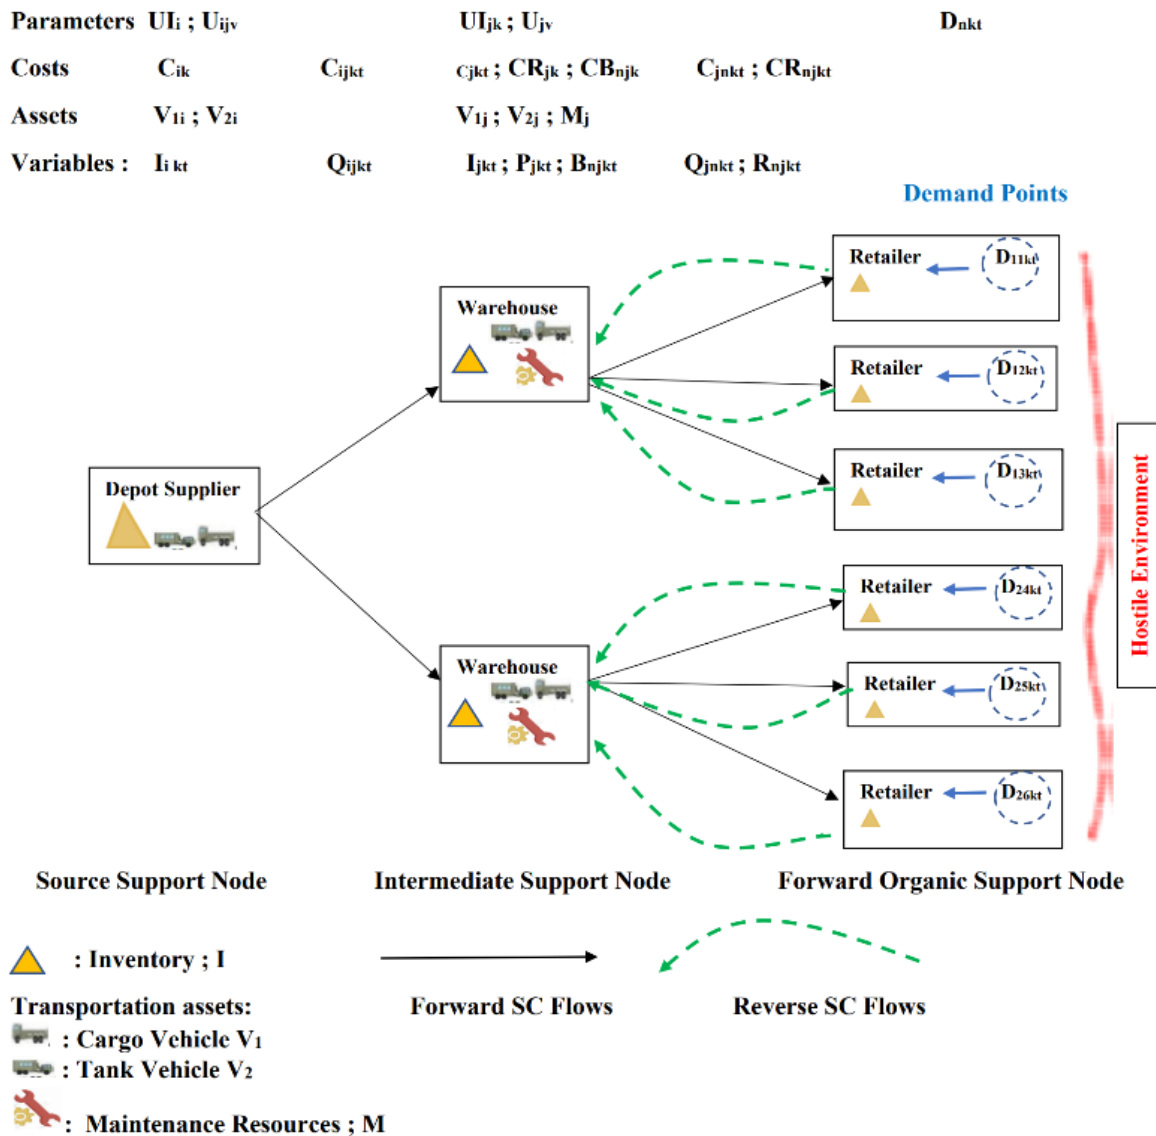 Parameters UIi ; Uijv UIjk ; Ujv Dnkt
Costs Cik Cijkt Cjkt ; CRjk ; CBnjk Cjnkt ; CRnjkt
Assets V1i ; V2i V1j ; V2j ; Mj
Variables : Ii kt Qijkt Ijkt ; Pjkt ; Bnjkt Qjnkt ; Rnjkt
Demand Points
Retailer D11kt
Warehouse
Retailer D12kt
Retailer D13kt
Depot Supplier
Hostile Environment
Retailer D24kt
Warehouse
Retailer D25kt
Retailer D26kt
Source Support Node Intermediate Support Node Forward Organic Support Node
: Inventory ; I
Transportation assets: Forward SC Flows Reverse SC Flows
: Cargo Vehicle V1
: Tank Vehicle V2
: Maintenance Resources ; M